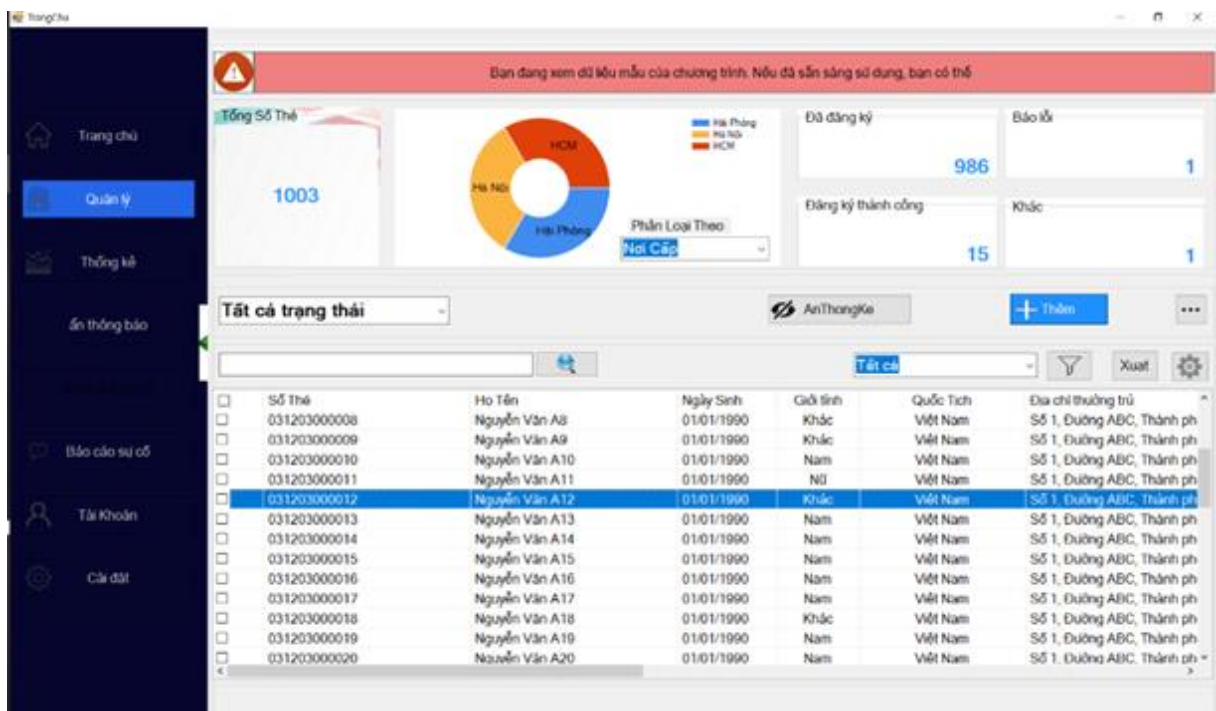 TrangChu
Bạn đang xem dữ liệu mẫu của chương trình. Nếu đã sẵn sàng sử dụng, bạn có thể
Trang chủ
Quản lý
Thống kê
ẩn thông báo
Báo cáo sự cố
Tài Khoản
Cài đặt
Tổng Số Thẻ
1003
HCM
Hà Nội
Hải Phòng
Hải Phòng
Hà Nội
HCM
Phân Loại Theo
Nơi Cấp
Đã đăng ký
986
Báo lỗi
1
Đăng ký thành công
15
Khác
1
Tất cả trạng thái
AnThongKe
Thêm
Tất cả
Xuat
Số Thẻ Họ Tên Ngày Sinh Giới tính Quốc Tịch Địa chỉ thường trú
031203000008 Nguyễn Văn A8 01/01/1990 Khác Việt Nam Số 1, Đường ABC, Thành ph
031203000009 Nguyễn Văn A9 01/01/1990 Khác Việt Nam Số 1, Đường ABC, Thành ph
031203000010 Nguyễn Văn A10 01/01/1990 Nam Việt Nam Số 1, Đường ABC, Thành ph
031203000011 Nguyễn Văn A11 01/01/1990 Nữ Việt Nam Số 1, Đường ABC, Thành ph
031203000012 Nguyễn Văn A12 01/01/1990 Khác Việt Nam Số 1, Đường ABC, Thành ph
031203000013 Nguyễn Văn A13 01/01/1990 Nam Việt Nam Số 1, Đường ABC, Thành ph
031203000014 Nguyễn Văn A14 01/01/1990 Nam Việt Nam Số 1, Đường ABC, Thành ph
031203000015 Nguyễn Văn A15 01/01/1990 Nam Việt Nam Số 1, Đường ABC, Thành ph
031203000016 Nguyễn Văn A16 01/01/1990 Nam Việt Nam Số 1, Đường ABC, Thành ph
031203000017 Nguyễn Văn A17 01/01/1990 Nam Việt Nam Số 1, Đường ABC, Thành ph
031203000018 Nguyễn Văn A18 01/01/1990 Khác Việt Nam Số 1, Đường ABC, Thành ph
031203000019 Nguyễn Văn A19 01/01/1990 Nam Việt Nam Số 1, Đường ABC, Thành ph
031203000020 Nguyễn Văn A20 01/01/1990 Nam Việt Nam Số 1, Đường ABC, Thành ph